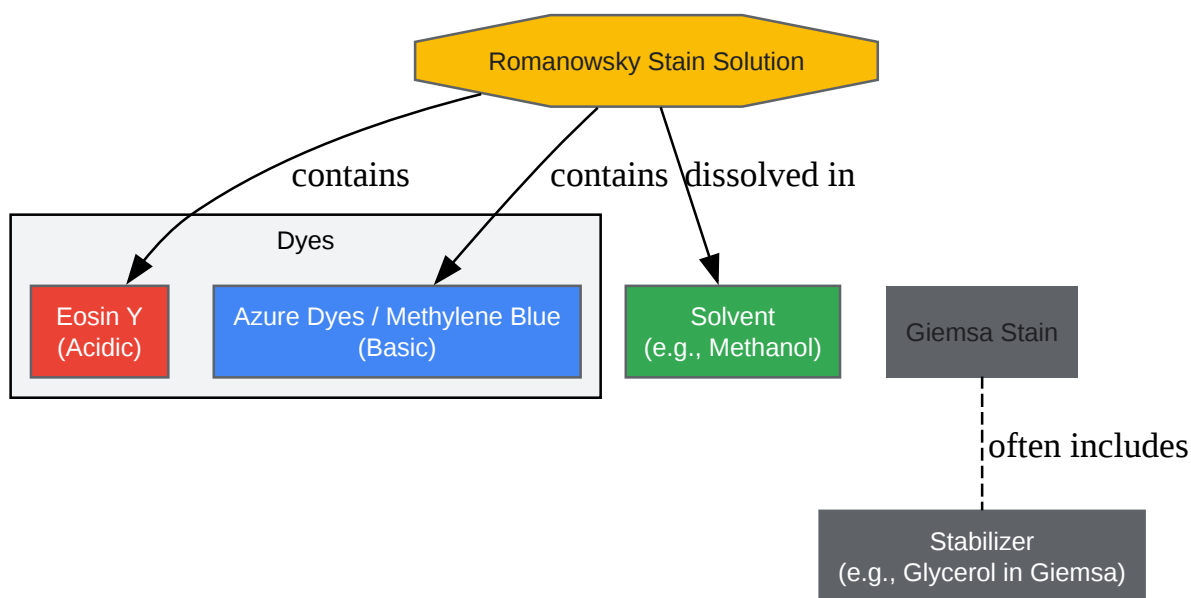 Romanowsky Stain Solution
contains
contains
dissolved in
Dyes
Eosin Y
(Acidic)
Azure Dyes / Methylene Blue
(Basic)
Solvent
(e.g., Methanol)
Giemsa Stain
often includes
Stabilizer
(e.g., Glycerol in Giemsa)